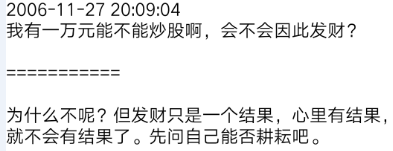 2006-11-27 20:09:04
我有一万元能不能炒股啊，会不会因此发财？
===========
为什么不呢？但发财只是一个结果，心里有结果，
就不会有结果了。先问自己能否耕耘吧。